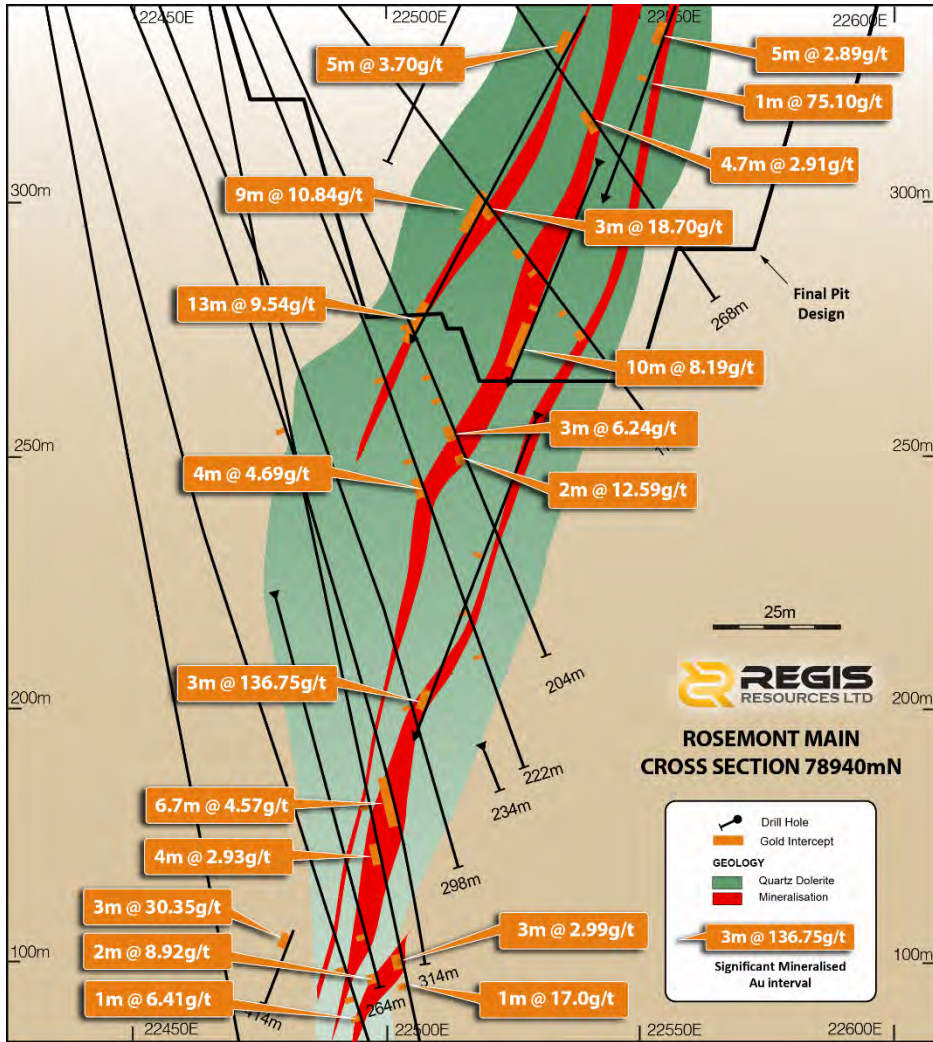 22450E
22500E
22550E
22600E
5m @ 3.70g/t
5m @ 2.89g/t
1m @ 75.10g/t
4.7m @ 2.91g/t
300m
9m @ 10.84g/t
300m
3m @ 18.70g/t
13m @ 9.54g/t
Final Pit
Design
268m
10m @ 8.19g/t
3m @ 6.24g/t
250m
250m
4m @ 4.69g/t
2m @ 12.59g/t
25m
204m
3m @ 136.75g/t
REGIS
RESOURCES LTD
200m
200m
ROSEMONT MAIN
CROSS SECTION 78940mN
222m
234m
6.7m @ 4.57g/t
4m @ 2.93g/t
298m
Drill Hole
Gold Intercept
GEOLOGY
Quartz Dolerite
Mineralisation
3m @ 136.75g/t
Significant Mineralised
Au interval
3m @ 30.35g/t
3m @ 2.99g/t
2m @ 8.92g/t
100m
100m
314m
1m @ 6.41g/t
264m
1m @ 17.0g/t
22450E
22500E
22550E
22600E